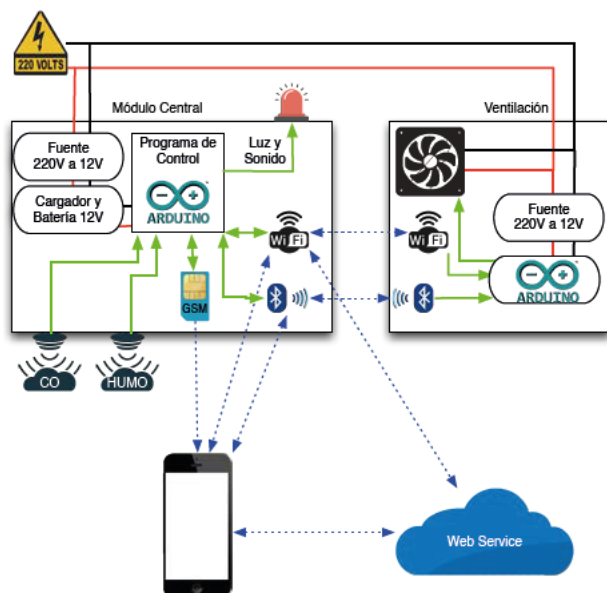 220 VOLTS
Módulo Central
Ventilación
Fuente
220V a 12V
Cargador y
Batería 12V
Programa de
Control
ARDUINO
Luz y
Sonido
Wi Fi
GSM
CO
HUMO
Wi Fi
Fuente
220V a 12V
ARDUINO
Web Service